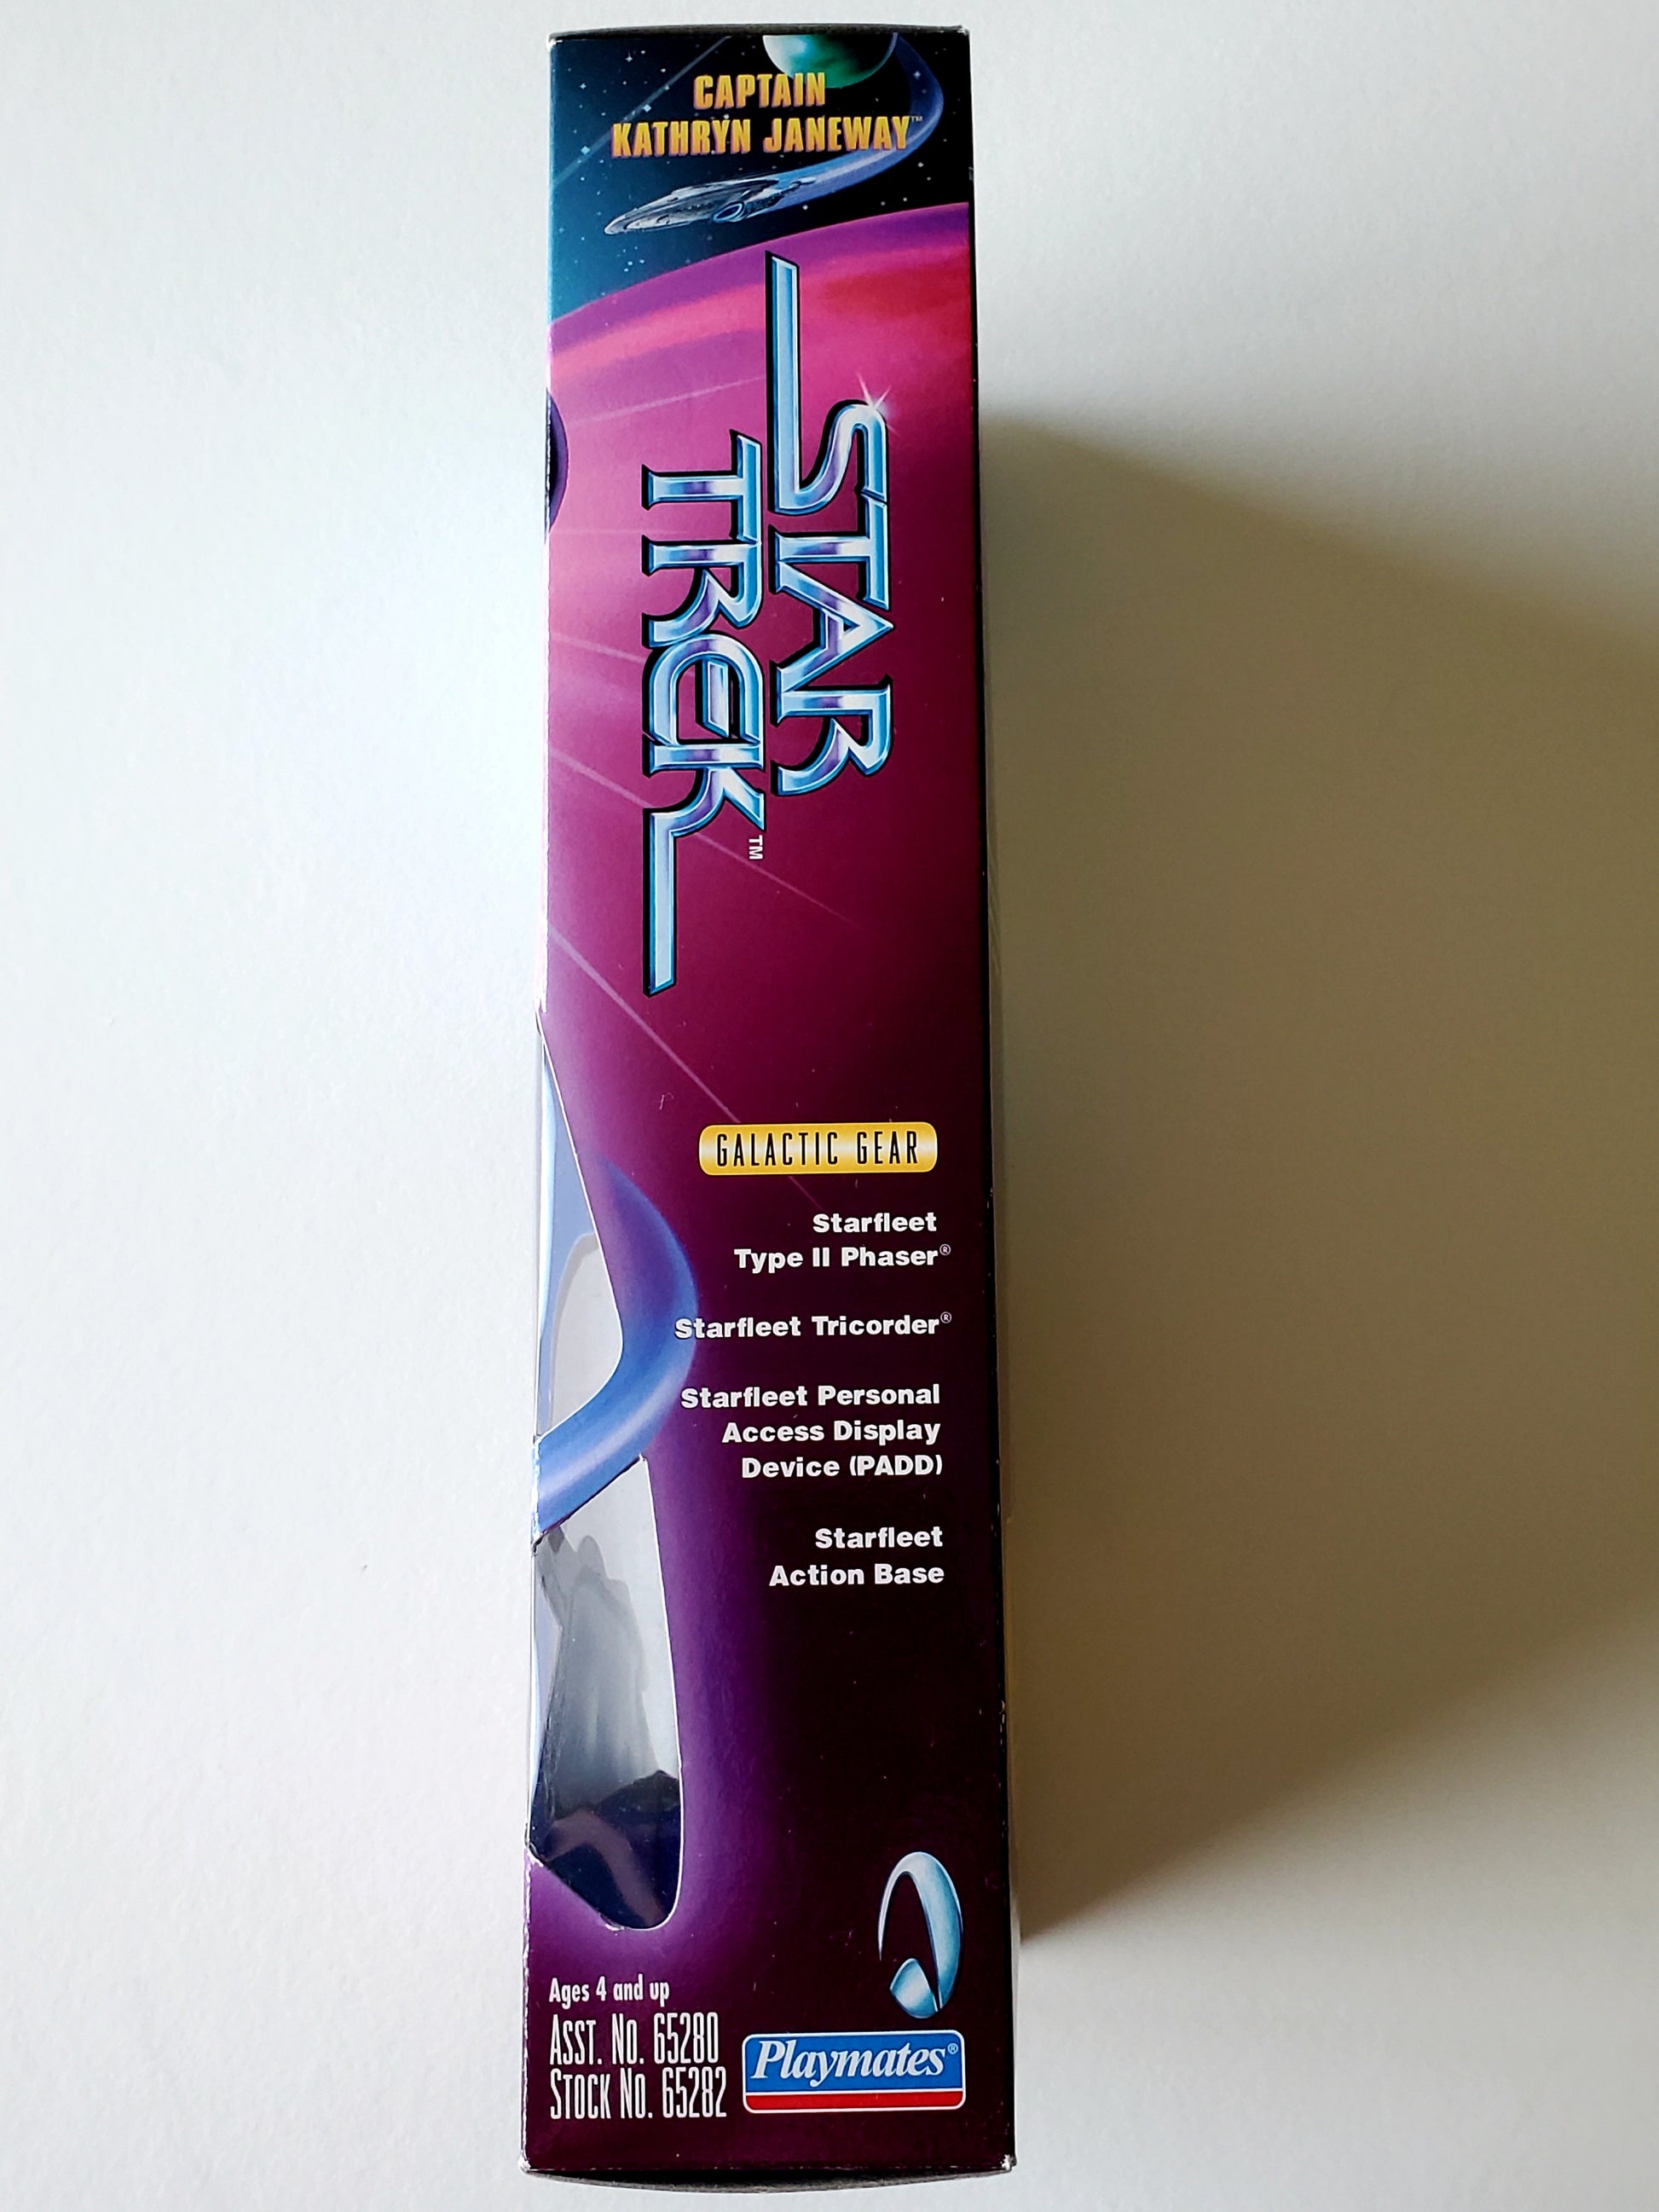 CAPTAIN
KATHRYN JANEWAY™
STAR
TREK™
GALACTIC GEAR
Starfleet
Type II Phaser®
Starfleet Tricorder®
Starfleet Personal
Access Display
Device (PADD)
Starfleet
Action Base
Ages 4 and up
ASST. NO. 65280
STOCK NO. 65282
Playmates®